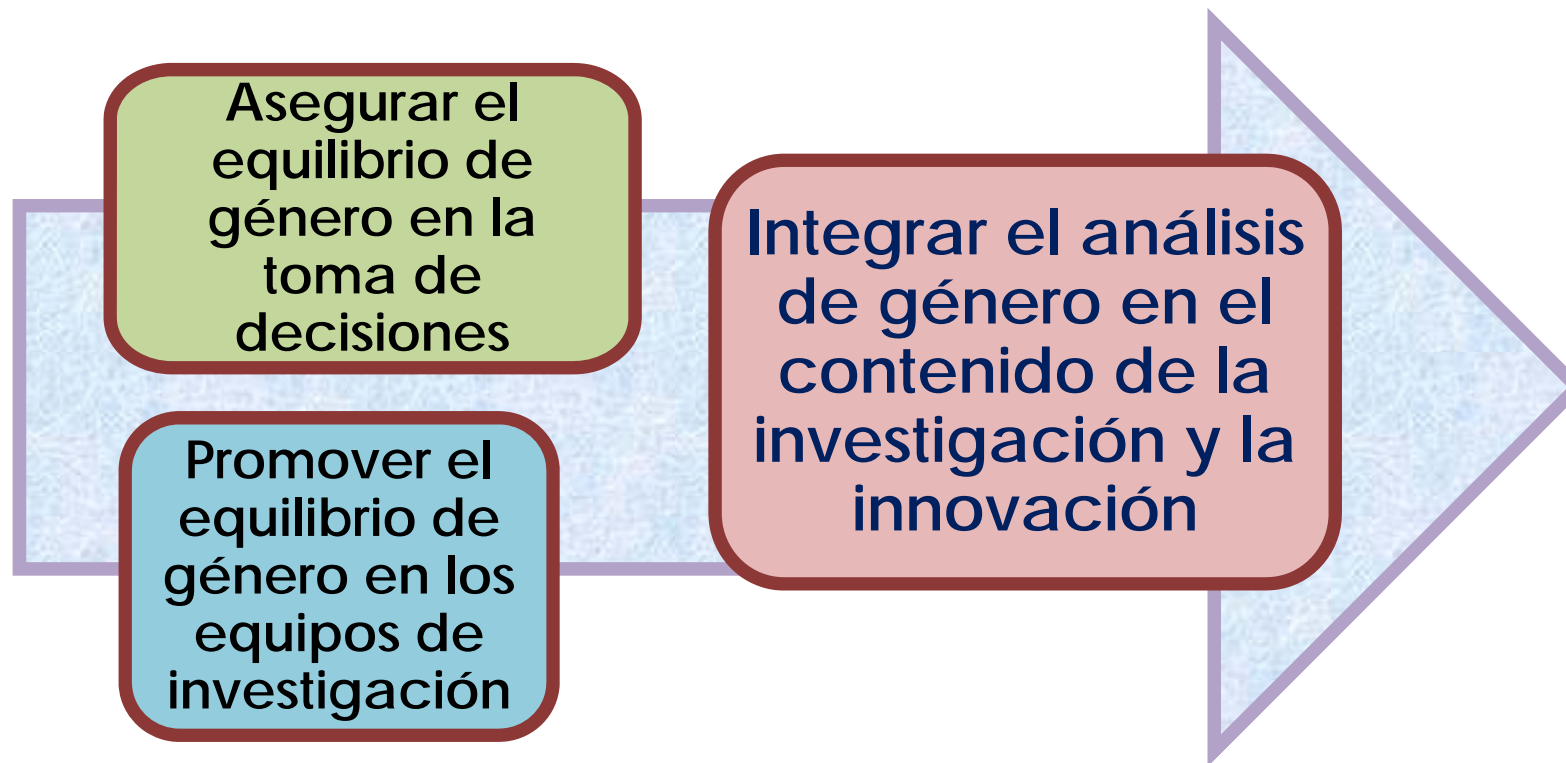 Asegurar el
equilibrio de
género en la
toma de
decisiones
Promover el
equilibrio de
género en los
equipos de
investigación
Integrar el análisis
de género en el
contenido de la
investigación y la
innovación